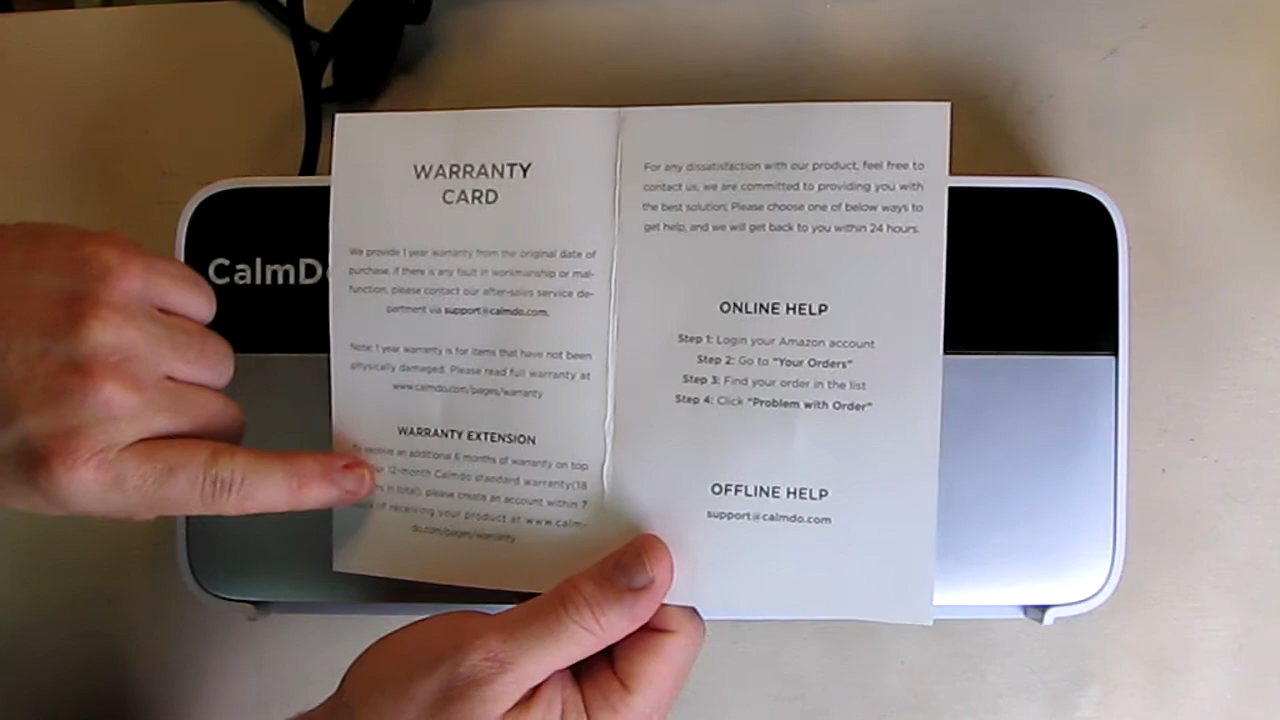 CalmD
WARRANTY
CARD
We provide 1 year warranty from the original date of
purchase. If there is any fault in workmanship or mal-
function, please contact our after-sales service de-
partment via support@calmdo.com.
Note: 1 year warranty is for items that have not been
physically damaged. Please read full warranty at
www.calmdo.com/pages/warranty
WARRANTY EXTENSION
To receive an additional 6 months of warranty on top
12-month Calmdo standard warranty(18
in total), please create an account within 7
of receiving your product at www.calm-
do.com/pages/warranty
For any dissatisfaction with our product, feel free to
contact us, we are committed to providing you with
the best solution; Please choose one of below ways to
get help, and we will get back to you within 24 hours.
ONLINE HELP
Step 1: Login your Amazon account
Step 2: Go to "Your Orders"
Step 3: Find your order in the list
Step 4: Click "Problem with Order"
OFFLINE HELP
support@calmdo.com